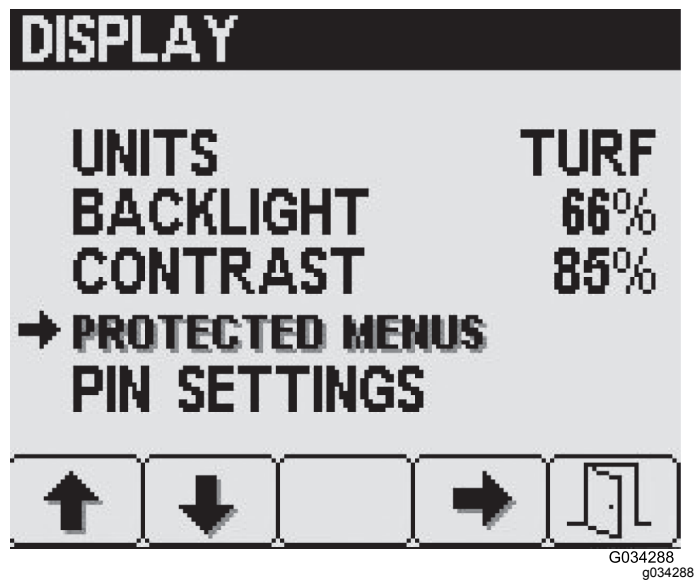 DISPLAY
UNITS TURF
BACKLIGHT 66%
CONTRAST 85%
PROTECTED MENUS
PIN SETTINGS
G034288
g034288